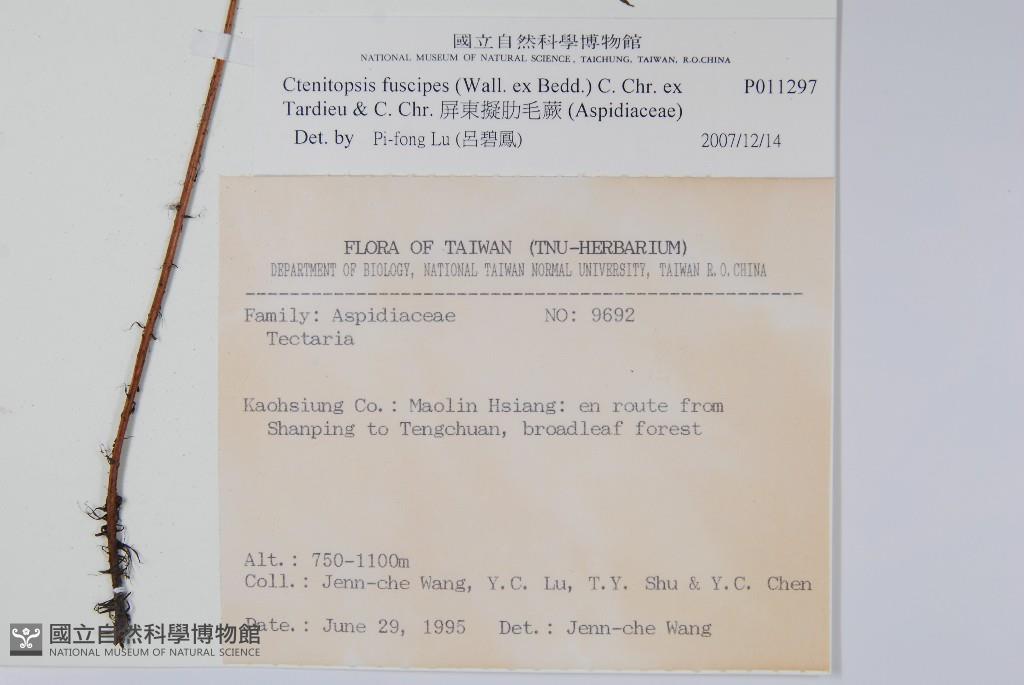 國立自然科學博物館
NATIONAL MUSEUM OF NATURAL SCIENCE, TAICHUNG, TAIWAN, R.O.CHINA
Ctenitopsis fuscipes (Wall. ex Bedd.) C. Chr. ex P011297
Tardieu & C. Chr. 屏東擬肋毛蕨 (Aspidiaceae)
Det. by Pi-fong Lu (呂碧鳳) 2007/12/14
FLORA OF TAIWAN (TNU-HERBARIUM)
DEPARTMENT OF BIOLOGY, NATIONAL TAIWAN NORMAL UNIVERSITY, TAIWAN R.O.CHINA
Family: Aspidiaceae NO: 9692
Tectaria
Kaohsiung Co.: Maolin Hsiang: en route from
Shanping to Tengchuan, broadleaf forest
Alt.: 750-1100m
Coll.: Jenn-che Wang, Y.C. Lu, T.Y. Shu & Y.C. Chen
Date.: June 29, 1995 Det.: Jenn-che Wang
國立自然科學博物館
NATIONAL MUSEUM OF NATURAL SCIENCE